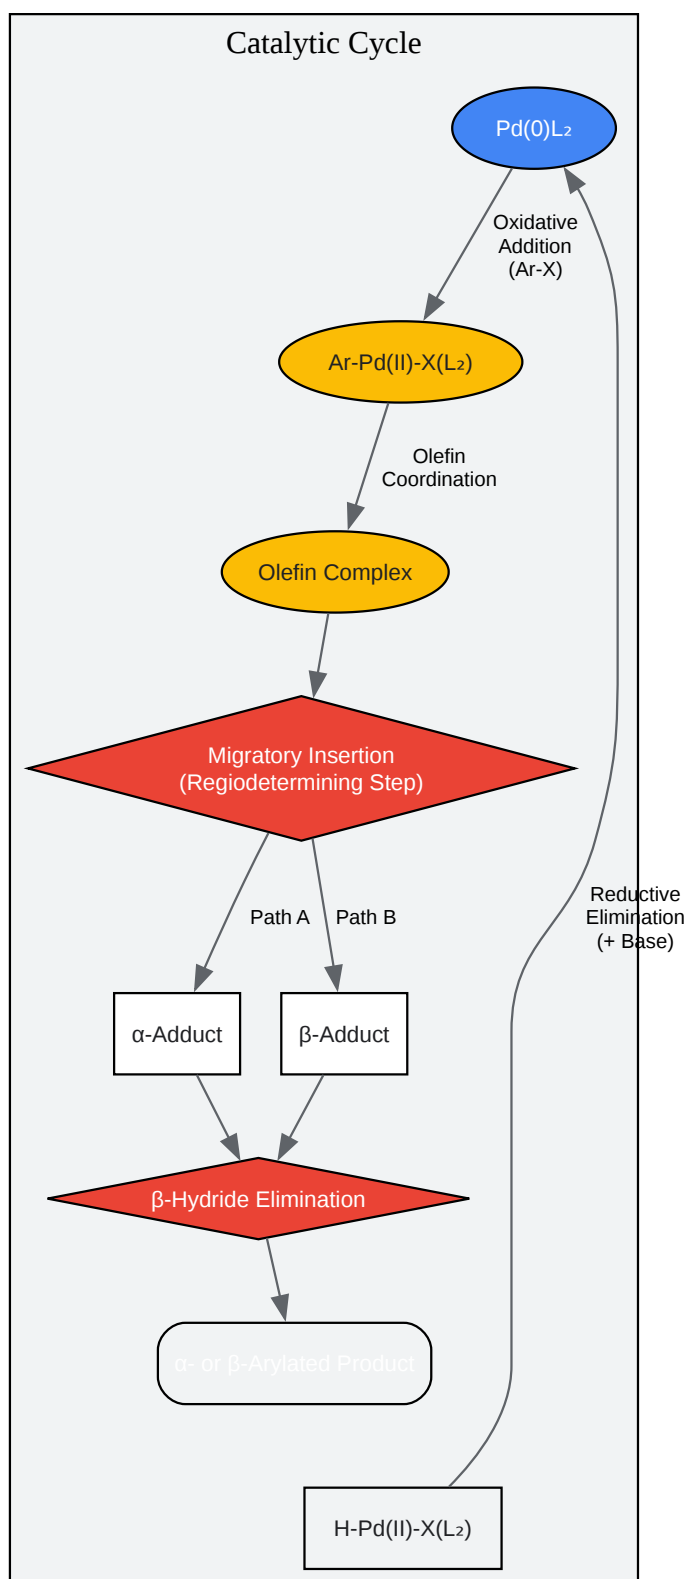 Catalytic Cycle
Pd(0)L₂
Oxidative
Addition
(Ar-X)
Ar-Pd(II)-X(L₂)
Olefin
Coordination
Olefin Complex
Migratory Insertion
(Regiodetermining Step)
Reductive
Elimination
(+ Base)
Path A
Path B
α-Adduct
β-Adduct
β-Hydride Elimination
α- or β-Arylated Product
H-Pd(II)-X(L₂)